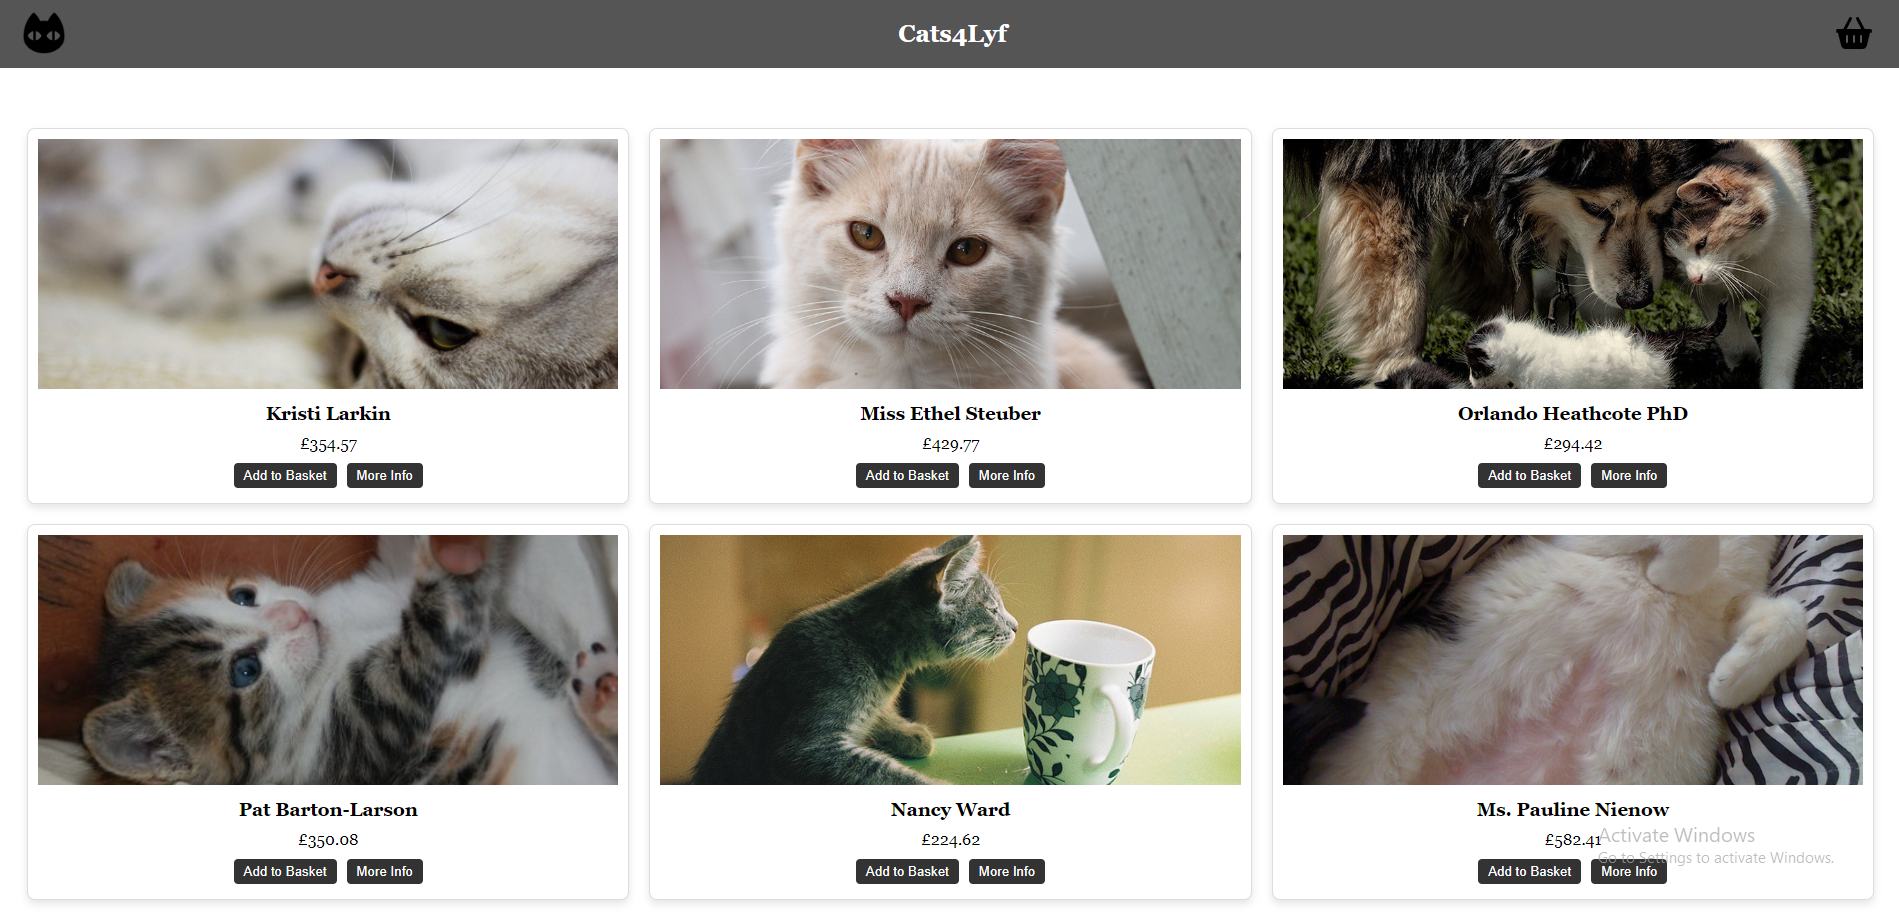 Cats4Lyf
Kristi Larkin
£354.57
Add to Basket More Info
Miss Ethel Steuber
£429.77
Add to Basket More Info
Orlando Heathcote PhD
£294.42
Add to Basket More Info
Pat Barton-Larson
£350.08
Add to Basket More Info
Nancy Ward
£224.62
Add to Basket More Info
Ms. Pauline Nienow
£582.41
Add to Basket More Info
Activate Windows
Go to Settings to activate Windows.